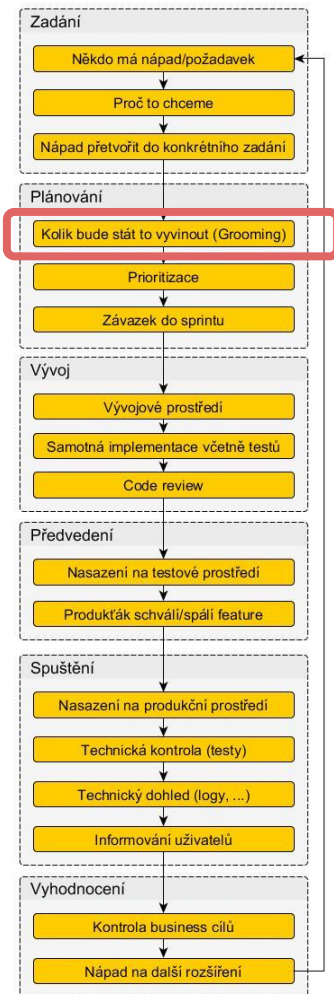 Zadání
Někdo má nápad/požadavek
Proč to chceme
Nápad přetvořit do konkrétního zadání
Plánování
Kolik bude stát to vyvinout (Grooming)
Prioritizace
Závazek do sprintu
Vývoj
Vývojové prostředí
Samotná implementace včetně testů
Code review
Předvedení
Nasazení na testové prostředí
Produkťák schválí/spálí feature
Spuštění
Nasazení na produkční prostředí
Technická kontrola (testy)
Technický dohled (logy, ...)
Informování uživatelů
Vyhodnocení
Kontrola business cílů
Nápad na další rozšíření